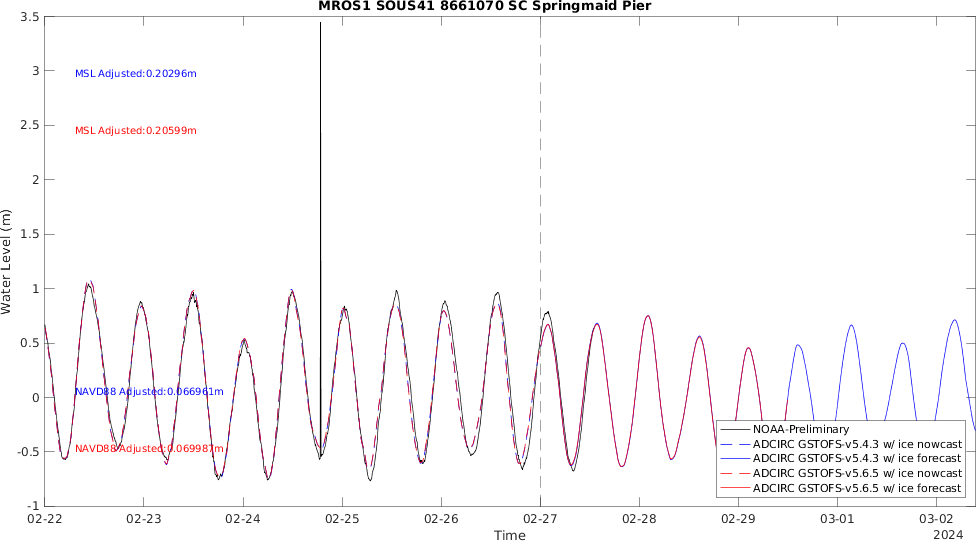 MROS1 SOUS41 8661070 SC Springmaid Pier
3.5
3
2.5
2
1.5
1
0.5
0
-0.5
-1
Water Level (m)
MSL Adjusted:0.20296m
MSL Adjusted:0.20599m
NAVD88 Adjusted:0.066961m
NAVD88 Adjusted:0.069987m
NOAA-Preliminary
ADCIRC GSTOFS-v5.4.3 w/ ice nowcast
ADCIRC GSTOFS-v5.4.3 w/ ice forecast
ADCIRC GSTOFS-v5.6.5 w/ ice nowcast
ADCIRC GSTOFS-v5.6.5 w/ ice forecast
02-22 02-23 02-24 02-25 02-26 02-27 02-28 02-29 03-01 03-02
Time
2024